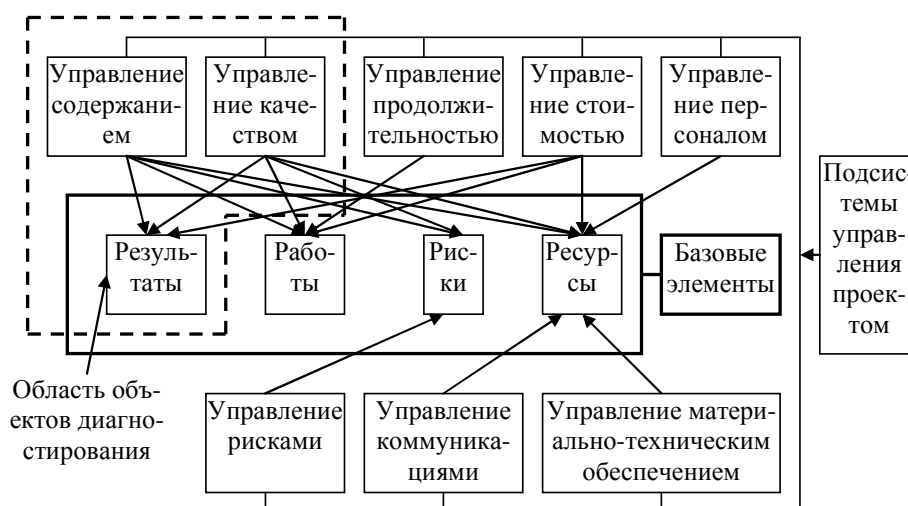 Управление
содержани-
ем
Управле-
ние каче-
ством
Управление
продолжи-
тельностью
Управле-
ние стои-
мостью
Управле-
ние пер-
соналом
Подсис-
темы
управ-
ления
проек-
том
Резуль-
таты
Рабо-
ты
Рис-
ки
Ресур-
сы
Базовые
элементы
Область объ-
ектов диагно-
стирования
Управление
рисками
Управление
коммуника-
циями
Управление матери-
ально-техническим
обеспечением